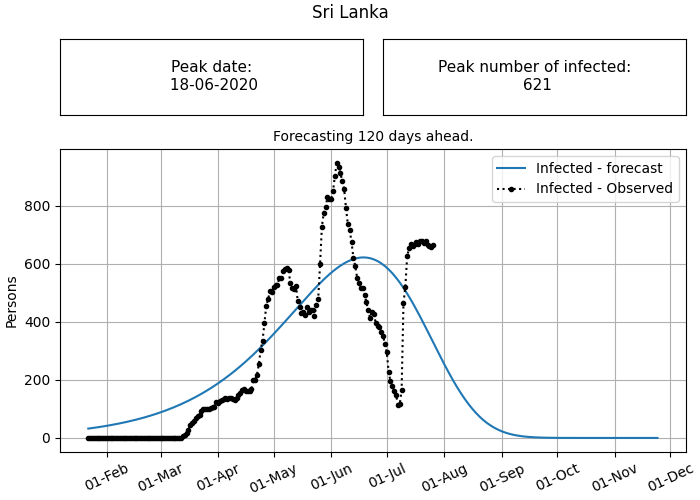 Sri Lanka
Peak date:
18-06-2020
Peak number of infected:
621
Forecasting 120 days ahead.
Infected - forecast
Infected - Observed
Persons
800
600
400
200
0
01-Feb
01-Mar
01-Apr
01-May
01-Jun
01-Jul
01-Aug
01-Sep
01-Oct
01-Nov
01-Dec